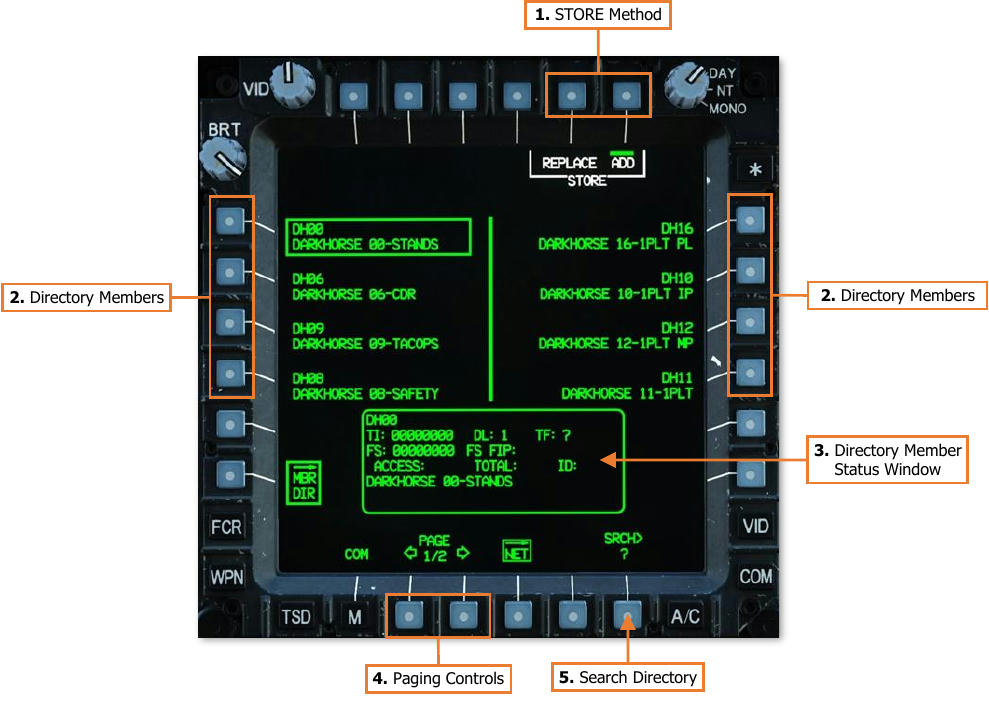 1. STORE Method
VID
DAY
NT
MONO
BRT
*
REPLACE ADD
STORE
DH00
DARKHORSE 00-STANDS
DH06
DARKHORSE 06-CDR
DH09
DARKHORSE 09-TACOPS
DH08
DARKHORSE 08-SAFETY
DH16
DARKHORSE 16-1PLT PL
DH10
DARKHORSE 10-1PLT IP
DH12
DARKHORSE 12-1PLT MP
DH11
DARKHORSE 11-1PLT
2. Directory Members
2. Directory Members
DH00
TI: 00000000 DL: 1 TF: ?
FS: 00000000 FS FIP:
ACCESS: TOTAL: ID:
DARKHORSE 00-STANDS
3. Directory Member
Status Window
MBR
DIR
FCR
WPN
TSD
M
COM
PAGE
1/2
NET
SRCH>
?
VID
COM
A/C
4. Paging Controls
5. Search Directory